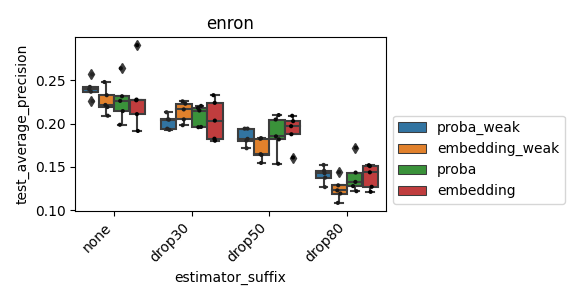 enron
test_average_precision
0.25
0.20
0.15
0.10
none
drop30
drop50
drop80
estimator_suffix
proba_weak
embedding_weak
proba
embedding